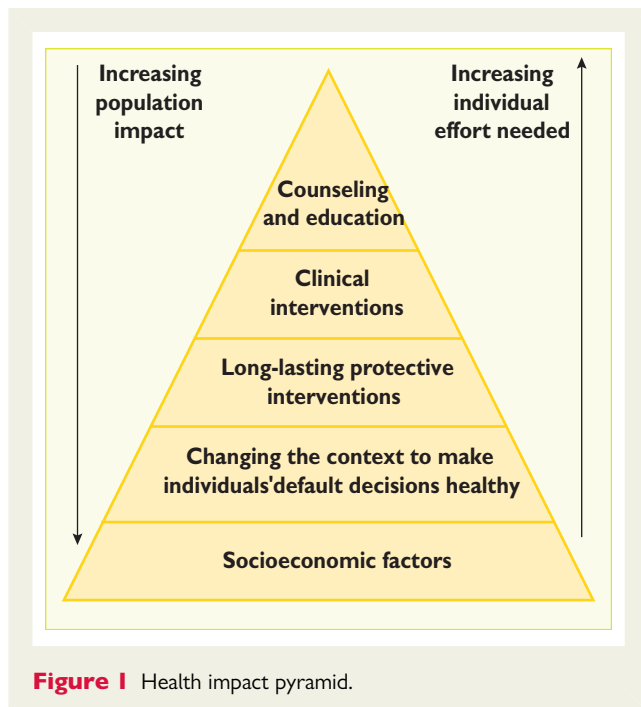 Increasing
population
impact
Increasing
individual
effort needed
Counseling
and education
Clinical
interventions
Long-lasting protective
interventions
Changing the context to make
individuals'default decisions healthy
Socioeconomic factors
Figure 1 Health impact pyramid.